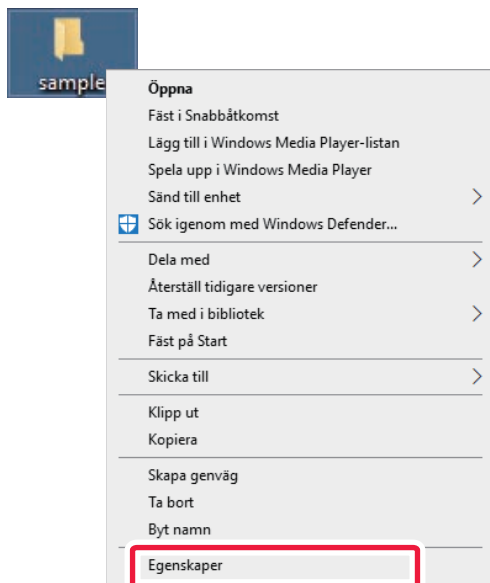 sample
Öppna
Fäst i Snabbåtkomst
Lägg till i Windows Media Player-listan
Spela upp i Windows Media Player
Sänd till enhet
Sök igenom med Windows Defender...
Dela med
Återställ tidigare versioner
Ta med i bibliotek
Fäst på Start
Skicka till
Klipp ut
Kopiera
Skapa genväg
Ta bort
Byt namn
Egenskaper